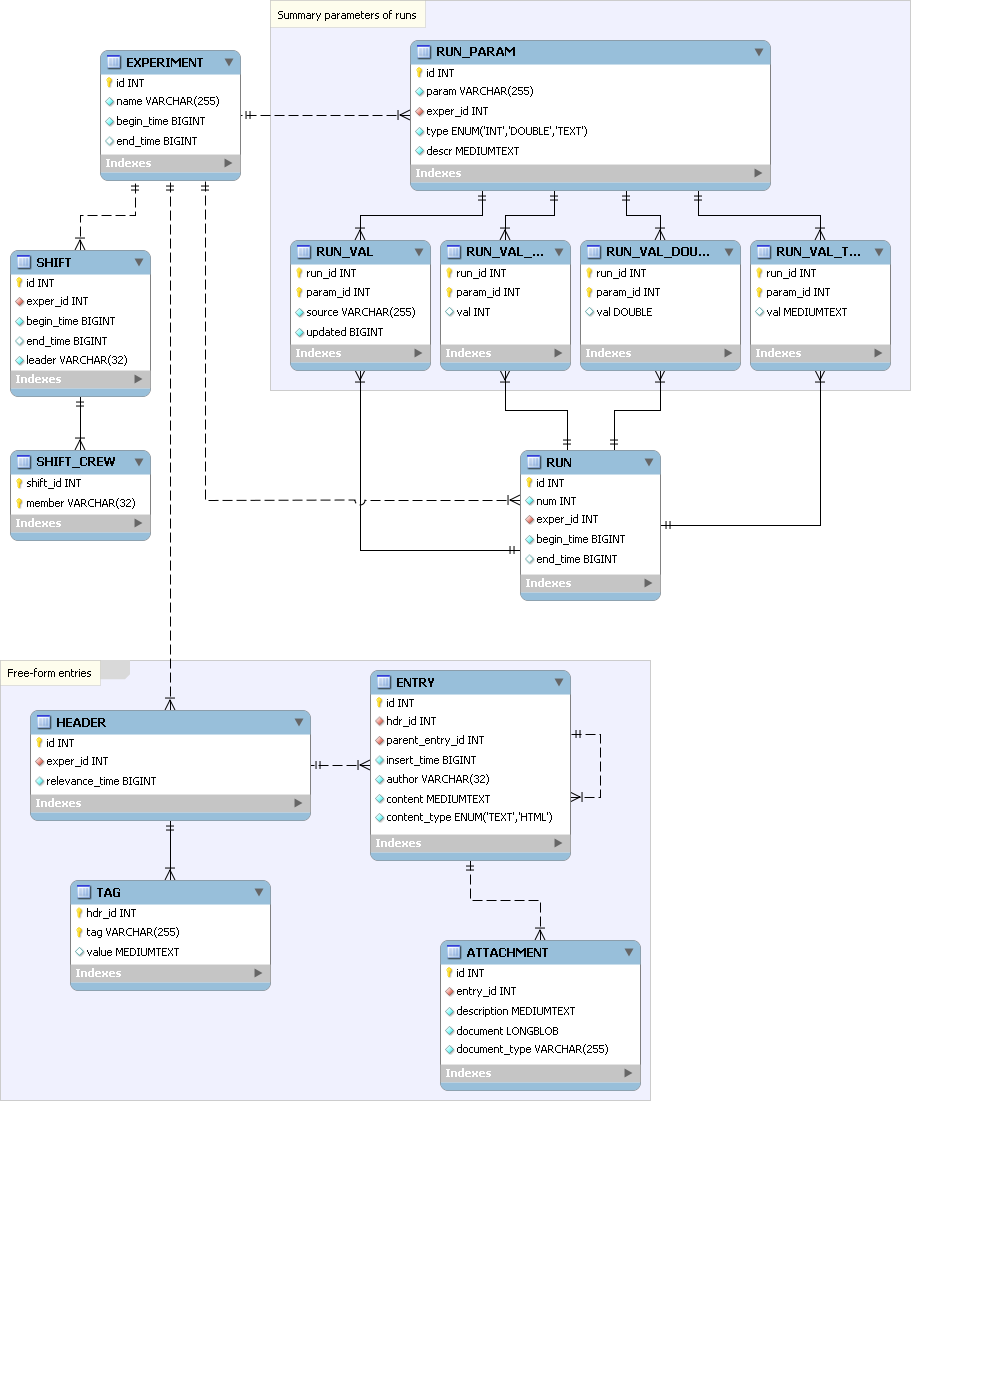 Summary parameters of runs
EXPERIMENT
id INT
name VARCHAR(255)
begin_time BIGINT
end_time BIGINT
Indexes
RUN_PARAM
id INT
param VARCHAR(255)
exper_id INT
type ENUM('INT','DOUBLE','TEXT')
descr MEDIUMTEXT
Indexes
SHIFT
id INT
exper_id INT
begin_time BIGINT
end_time BIGINT
leader VARCHAR(32)
Indexes
RUN_VAL
run_id INT
param_id INT
source VARCHAR(255)
updated BIGINT
Indexes
RUN_VAL_...
run_id INT
param_id INT
val INT
Indexes
RUN_VAL_DOU...
run_id INT
param_id INT
val DOUBLE
Indexes
RUN_VAL_T...
run_id INT
param_id INT
val MEDIUMTEXT
Indexes
SHIFT_CREW
shift_id INT
member VARCHAR(32)
Indexes
RUN
id INT
num INT
exper_id INT
begin_time BIGINT
end_time BIGINT
Indexes
Free-form entries
HEADER
id INT
exper_id INT
relevance_time BIGINT
Indexes
ENTRY
id INT
hdr_id INT
parent_entry_id INT
insert_time BIGINT
author VARCHAR(32)
content MEDIUMTEXT
content_type ENUM('TEXT','HTML')
Indexes
TAG
hdr_id INT
tag VARCHAR(255)
value MEDIUMTEXT
Indexes
ATTACHMENT
id INT
entry_id INT
description MEDIUMTEXT
document LONGBLOB
document_type VARCHAR(255)
Indexes